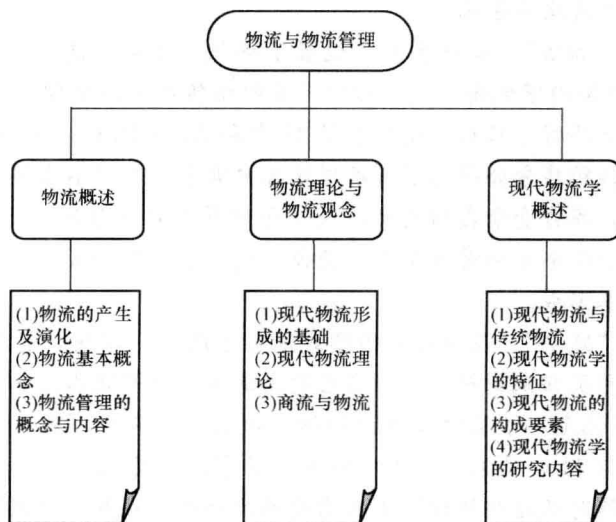 物流与物流管理
物流概述
物流理论与
物流观念
现代物流学
概述
(1)物流的产生
及演化
(2)物流基本概
念
(3)物流管理的
概念与内容
(1)现代物流形
成的基础
(2)现代物流理
论
(3)商流与物流
(1)现代物流与
传统物流
(2)现代物流学
的特征
(3)现代物流的
构成要素
(4)现代物流学
的研究内容